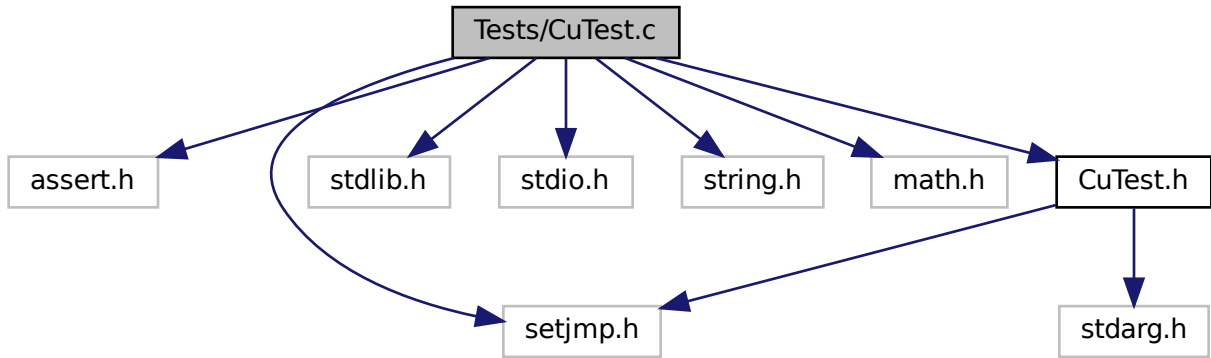 Tests/CuTest.c
assert.h
stdlib.h
stdio.h
string.h
math.h
CuTest.h
setjmp.h
stdarg.h